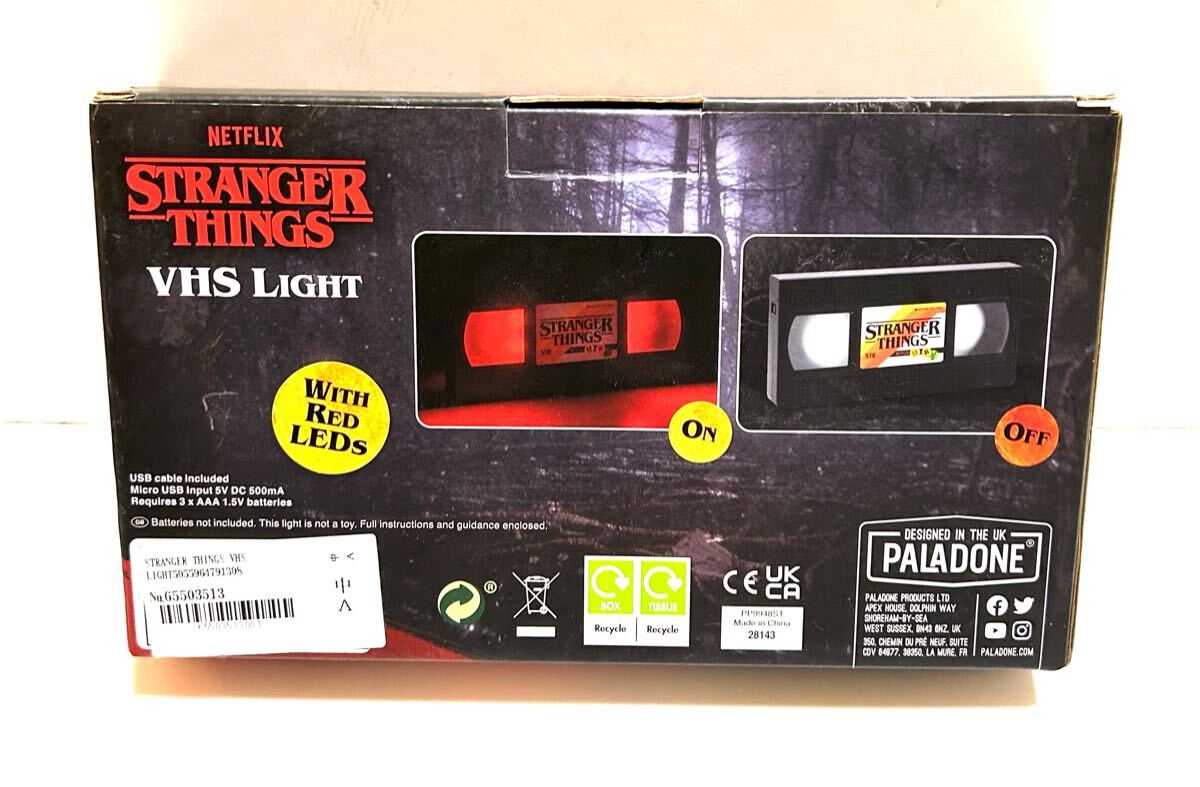 NETFLIX
STRANGER
THINGS
VHS LIGHT
WITH
RED
LEDS
STRANGER
THINGS
ON
STRANGER
THINGS
OFF
USB cable included
Micro USB Input 5V DC 500mA
Requires 3 x AAA 1.5V batteries
GB Batteries not included. This light is not a toy. Full instructions and guidance enclosed.
STRANGER THINGS VHS
LIGHT5055964791308
No.65503513
中
BOX
TISSUE
Recycle
Recycle
CE UK
CA
PP9948ST
Made in China
28143
DESIGNED IN THE UK
PALADONE®
PALADONE PRODUCTS LTD
APEX HOUSE, DOLPHIN WAY
SHOREHAM-BY-SEA
WEST SUSSEX, BN43 6NZ, UK
350, CHEMIN DU PRÉ NEUF, SUITE
CDV 64977, 38350, LA MURE, FR
PALADONE.COM